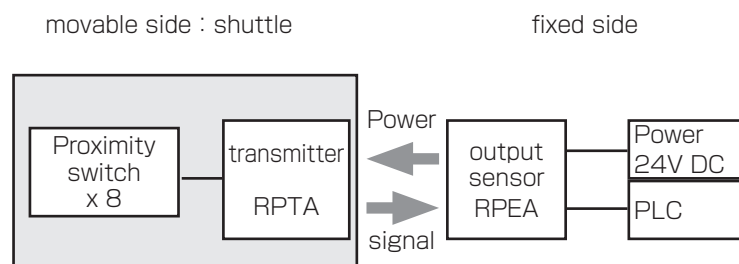 movable side : shuttle
fixed side
Proximity
switch
x 8
transmitter
RPTA
Power
signal
output
sensor
RPEA
Power
24V DC
PLC